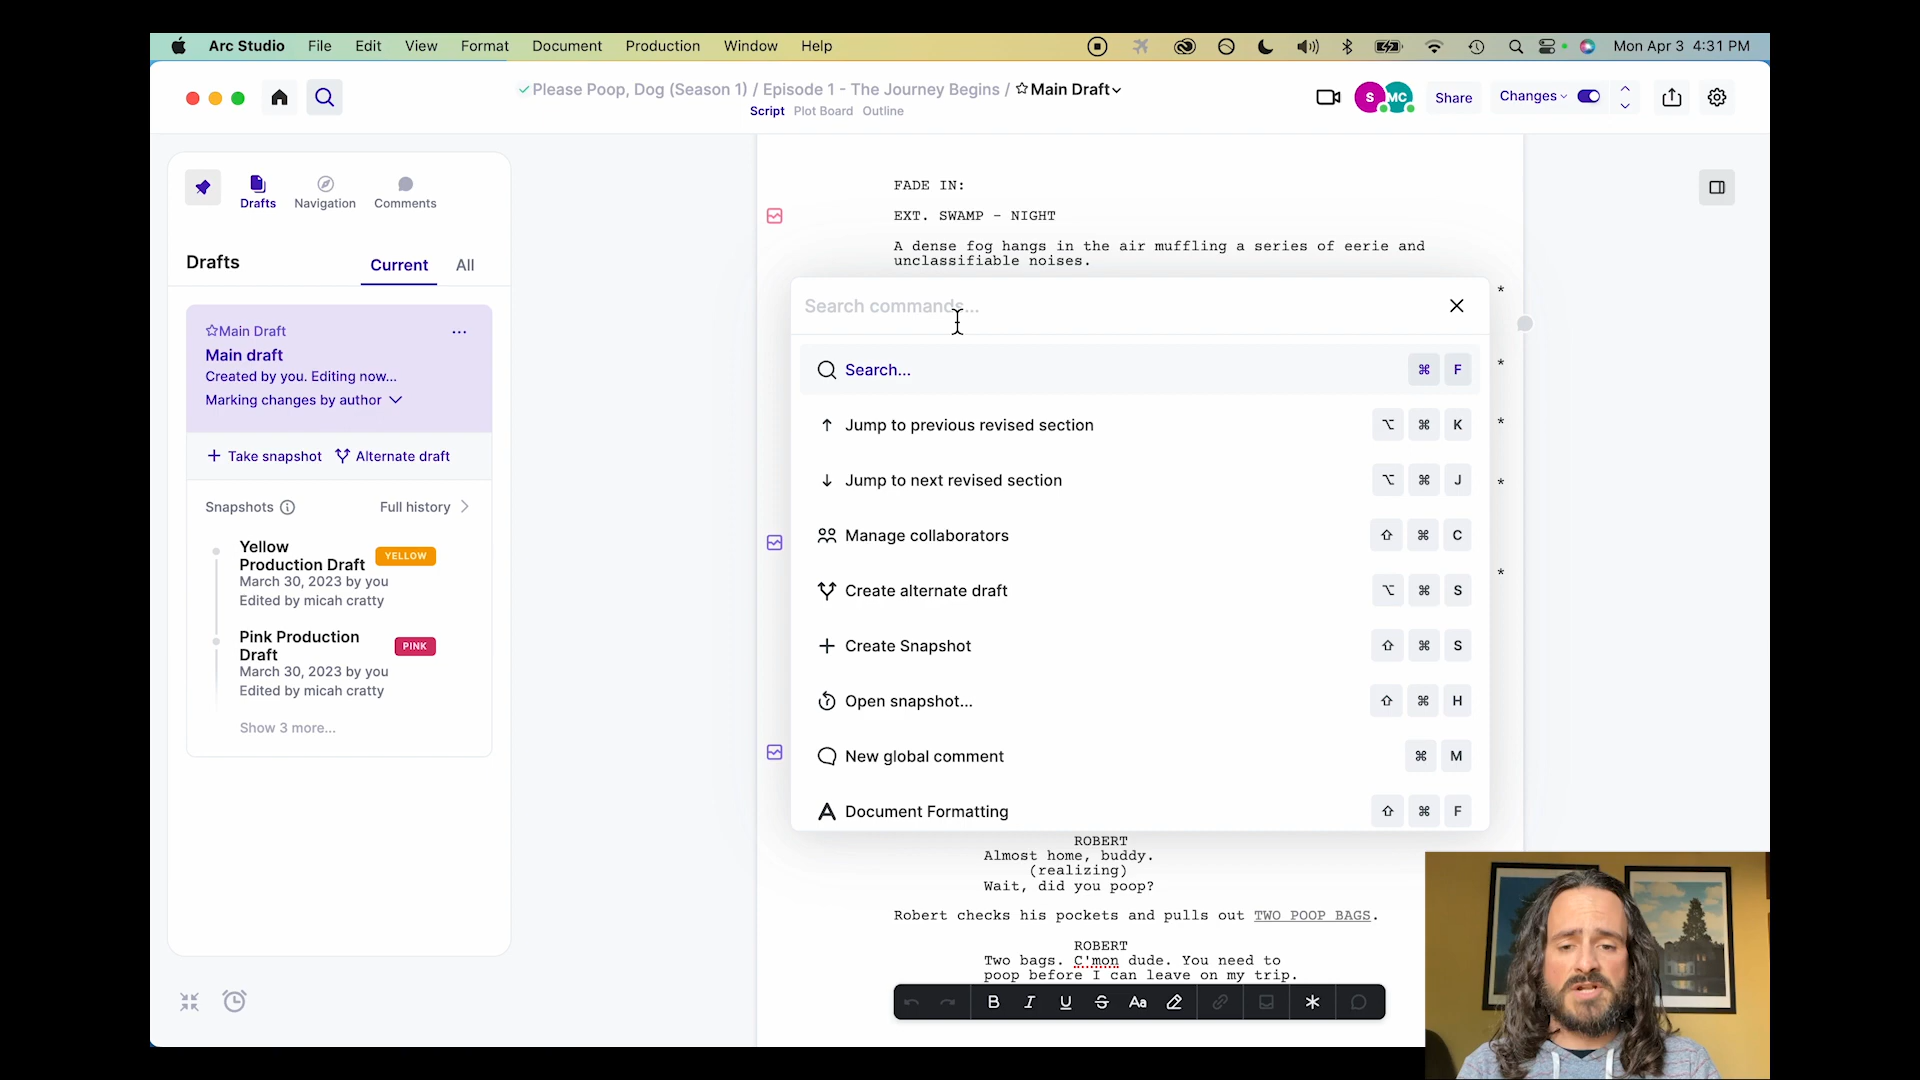 Arc Studio File Edit View Format Document Production Window Help Mon Apr 3 4:31 PM
Please Poop, Dog (Season 1) / Episode 1 - The Journey Begins / Main Draft
Script Plot Board Outline
S MC Share Changes
Drafts Navigation Comments
Drafts Current All
Main Draft ...
Main draft
Created by you. Editing now...
Marking changes by author
+ Take snapshot Alternate draft
Snapshots Full history
Yellow
Production Draft YELLOW
March 30, 2023 by you
Edited by micah cratty
Pink Production
Draft PINK
March 30, 2023 by you
Edited by micah cratty
Show 3 more...
FADE IN:
EXT. SWAMP - NIGHT
A dense fog hangs in the air muffling a series of eerie and
unclassifiable noises.
*
Search commands...
Search... ⌘ F
*
Jump to previous revised section ⌥ ⌘ K
*
Jump to next revised section ⌥ ⌘ J
*
Manage collaborators ⇧ ⌘ C
*
Create alternate draft ⌥ ⌘ S
Create Snapshot ⇧ ⌘ S
Open snapshot... ⇧ ⌘ H
New global comment ⌘ M
A Document Formatting ⇧ ⌘ F
ROBERT
Almost home, buddy.
(realizing)
Wait, did you poop?
Robert checks his pockets and pulls out TWO POOP BAGS.
ROBERT
Two bags. C'mon dude. You need to
poop before I can leave on my trip.
B I U S Aa *